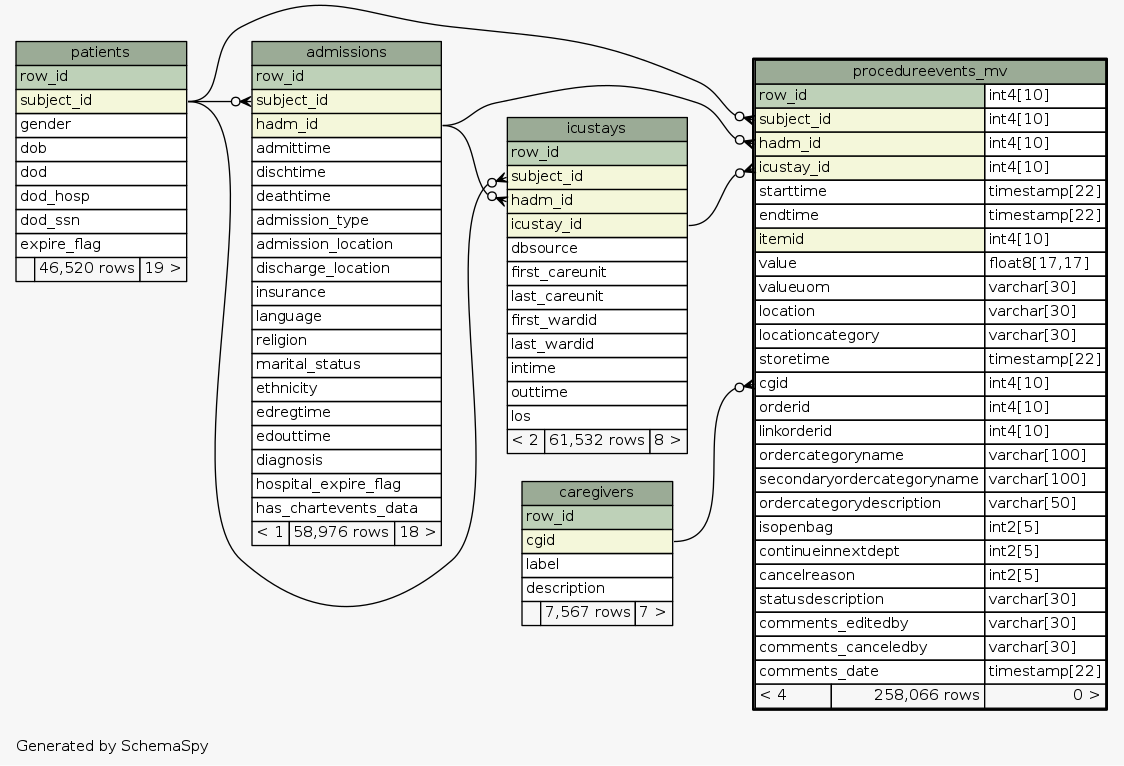 patients
row_id
subject_id
gender
dob
dod
dod_hosp
dod_ssn
expire_flag
46,520 rows 19 >
admissions
row_id
subject_id
hadm_id
admittime
dischtime
deathtime
admission_type
admission_location
discharge_location
insurance
language
religion
marital_status
ethnicity
edregtime
edouttime
diagnosis
hospital_expire_flag
has_chartevents_data
< 1 58,976 rows 18 >
icustays
row_id
subject_id
hadm_id
icustay_id
dbsource
first_careunit
last_careunit
first_wardid
last_wardid
intime
outtime
los
< 2 61,532 rows 8 >
caregivers
row_id
cgid
label
description
7,567 rows 7 >
procedureevents_mv
row_id int4[10]
subject_id int4[10]
hadm_id int4[10]
icustay_id int4[10]
starttime timestamp[22]
endtime timestamp[22]
itemid int4[10]
value float8[17,17]
valueuom varchar[30]
location varchar[30]
locationcategory varchar[30]
storetime timestamp[22]
cgid int4[10]
orderid int4[10]
linkorderid int4[10]
ordercategoryname varchar[100]
secondaryordercategoryname varchar[100]
ordercategorydescription varchar[50]
isopenbag int2[5]
continueinnextdept int2[5]
cancelreason int2[5]
statusdescription varchar[30]
comments_editedby varchar[30]
comments_canceledby varchar[30]
comments_date timestamp[22]
< 4 258,066 rows 0 >
Generated by SchemaSpy